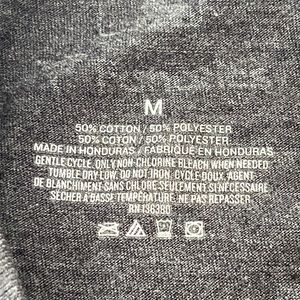 M
50% COTTON / 50% POLYESTER
50% COTON / 50% POLYESTER
MADE IN HONDURAS / FABRIQUÉ EN HONDURAS
GENTLE CYCLE. ONLY NON-CHLORINE BLEACH WHEN NEEDED.
TUMBLE DRY LOW. DO NOT IRON. CYCLE DOUX. AGENT
DE BLANCHIMENT SANS CHLORE SEULEMENT SI NÉCESSAIRE
SÉCHER À BASSE TEMPÉRATURE. NE PAS REPASSER
RN 136380